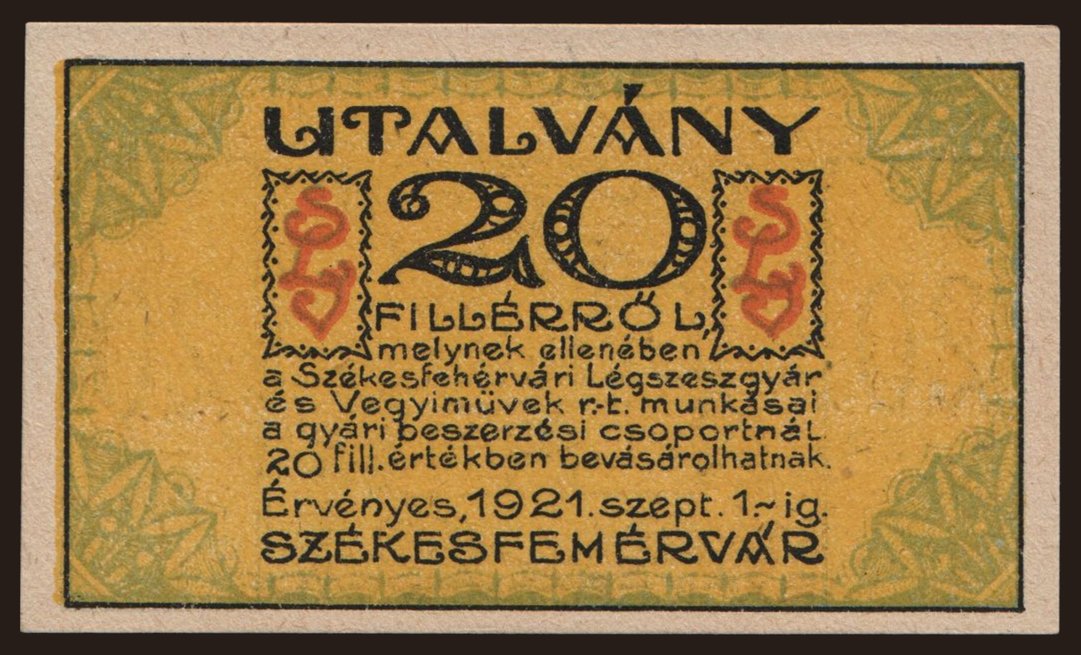 UTALVÁNY
20
FILLÉRRŐL,
melynek ellenében
a Székesfehérvári Légszeszgyár
és Vegyiművek r.-t. munkásai
a gyári beszerzési csoportnál
20 fill. értékben bevásárolhatnak.
Érvényes, 1921. szept. 1~ig.
SZÉKESFEHÉRVÁR